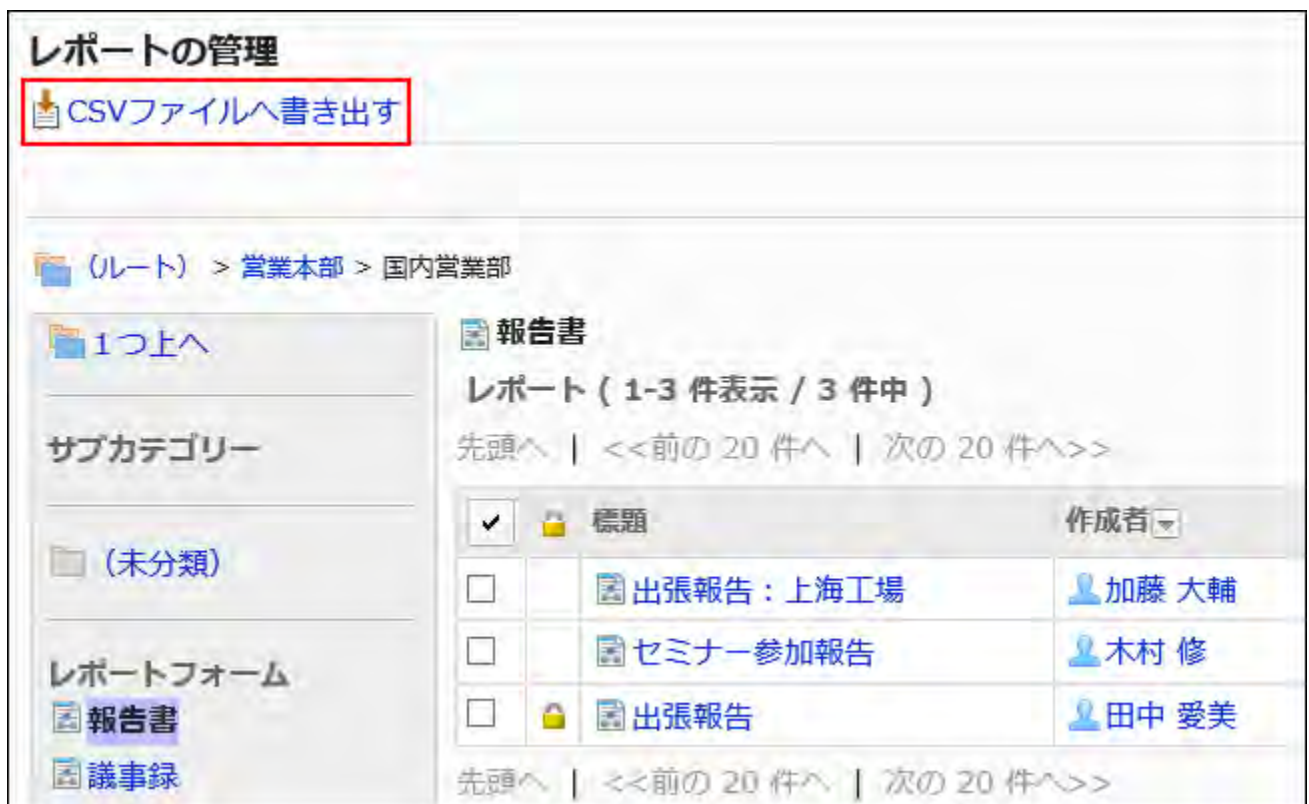 レポートの管理
CSVファイルへ書き出す
（ルート） > 営業本部 > 国内営業部
1つ上へ
サブカテゴリー
（未分類）
レポートフォーム
報告書
議事録
報告書
レポート ( 1-3 件表示 / 3 件中 )
先頭へ | <<前の 20 件へ | 次の 20 件へ>>
標題 作成者
出張報告：上海工場 加藤 大輔
セミナー参加報告 木村 修
出張報告 田中 愛美
先頭へ | <<前の 20 件へ | 次の 20 件へ>>